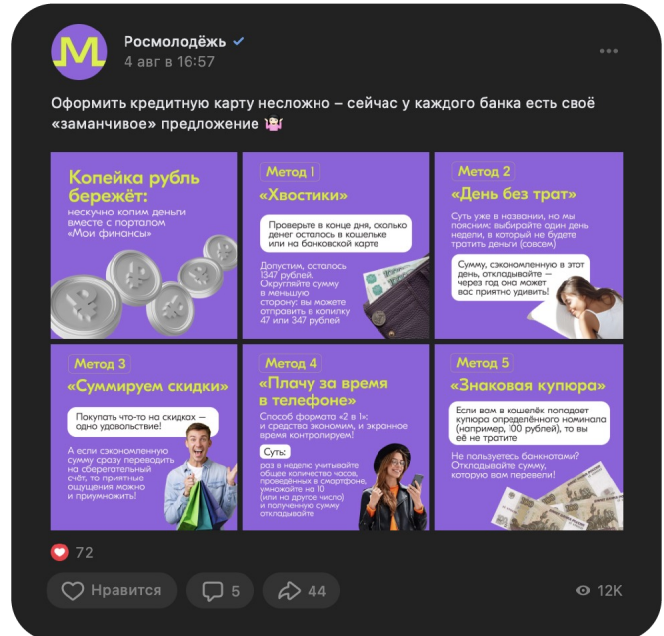 Росмолодёжь
4 авг в 16:57
Оформить кредитную карту несложно – сейчас у каждого банка есть своё
«заманчивое» предложение 🤷🏻‍♀️
Копейка рубль
бережёт:
нескучно копим деньги
вместе с порталом
«Мои финансы»
Метод 1
«Хвостики»
Проверьте в конце дня, сколько
денег осталось в кошельке
или на банковской карте
Допустим, осталось
1347 рублей.
Округляйте сумму
в меньшую
сторону: вы можете
отправить в копилку
47 или 347 рублей
Метод 2
«День без трат»
Суть уже в названии, но мы
поясним: выбирайте один день
недели, в который не будете
тратить деньги (совсем)
Сумму, сэкономленную в этот
день, откладывайте –
через год она может
вас приятно удивить!
Метод 3
«Суммируем скидки»
Покупать что-то на скидках –
одно удовольствие!
А если сэкономленную
сумму сразу переводить
на сберегательный
счёт, то приятные
ощущения можно
и приумножить!
Метод 4
«Плачу за время
в телефоне»
Способ формата «2 в 1»:
и средства экономим, и экранное
время контролируем!
Суть:
раз в неделю учитывайте
общее количество часов,
проведённых в смартфоне,
умножайте на 10
(или на другое число)
и полученную сумму
откладывайте
Метод 5
«Знаковая купюра»
Если вам в кошелёк попадает
купюра определённого номинала
(например, 100 рублей), то вы
её не тратите
Не пользуетесь банкнотами?
Откладывайте сумму,
которую вам перевели!
72
Нравится
5
44
12K